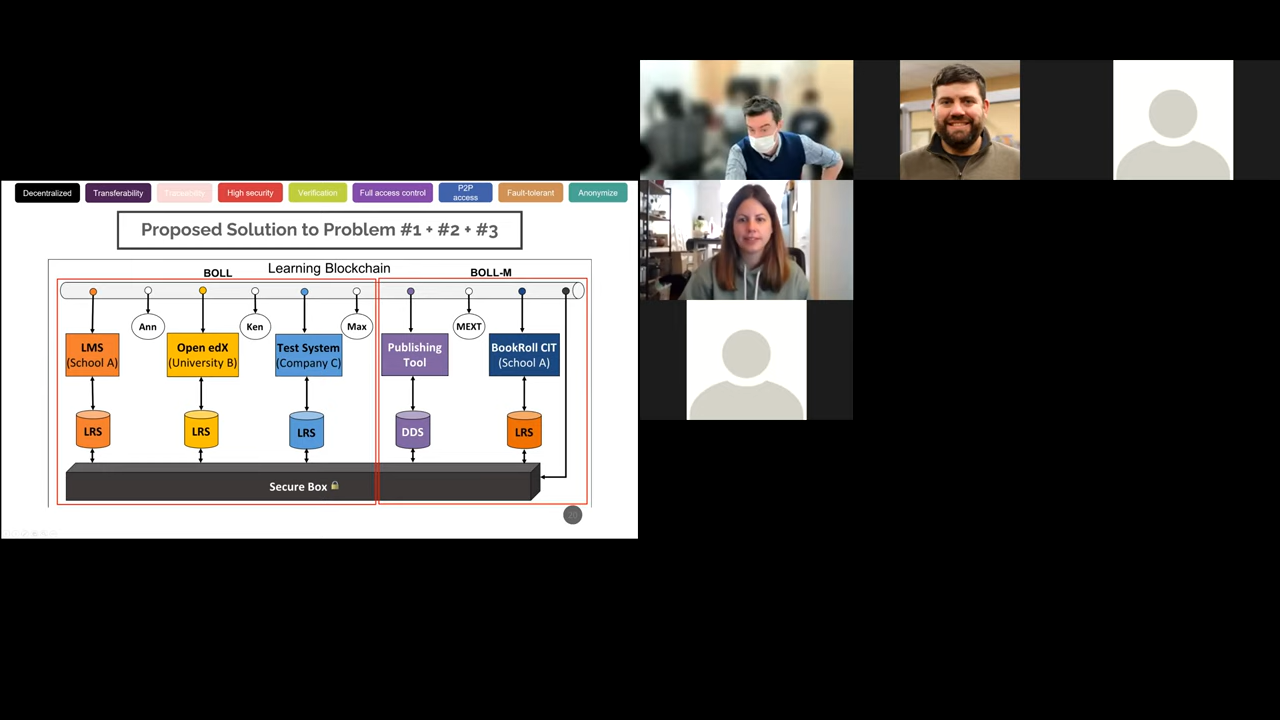 Decentralized
Transferability
Traceability
High security
Verification
Full access control
P2P
access
Fault-tolerant
Anonymize
Proposed Solution to Problem #1 + #2 + #3
Learning Blockchain
BOLL
BOLL-M
Ann
Ken
Max
MEXT
LMS
(School A)
Open edX
(University B)
Test System
(Company C)
Publishing
Tool
BookRoll CIT
(School A)
LRS
LRS
LRS
DDS
LRS
Secure Box